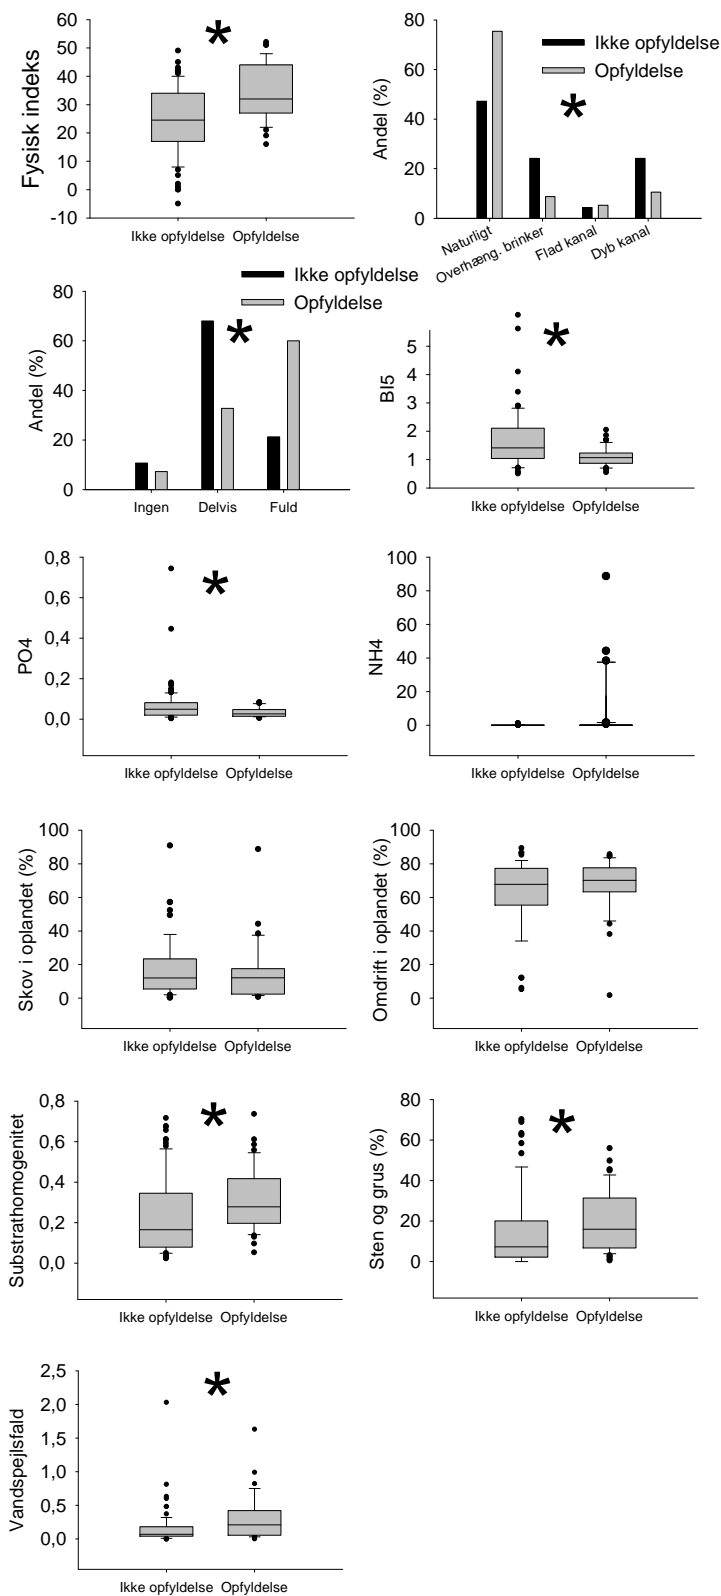 Fysisk indeks
60
50
40
30
20
10
0
-10
*
Ikke opfyldelse Opfyldelse
Andel (%)
80
60
40
20
0
Ikke opfyldelse
Opfyldelse
*
Naturligt
Overhæng. brinker
Flad kanal
Dyb kanal
Ikke opfyldelse
Opfyldelse
Andel (%)
80
60
40
20
0
*
Ingen Delvis Fuld
BI5
5
4
3
2
1
0
*
Ikke opfyldelse Opfyldelse
PO4
0,8
0,6
0,4
0,2
0,0
*
Ikke opfyldelse Opfyldelse
NH4
100
80
60
40
20
0
Ikke opfyldelse Opfyldelse
Skov i oplandet (%)
100
80
60
40
20
0
Ikke opfyldelse Opfyldelse
Omdrift i oplandet (%)
100
80
60
40
20
0
Ikke opfyldelse Opfyldelse
Substrathomogenitet
0,8
0,6
0,4
0,2
0,0
*
Ikke opfyldelse Opfyldelse
Sten og grus (%)
80
60
40
20
0
*
Ikke opfyldelse Opfyldelse
Vandspejlsfald
2,5
2,0
1,5
1,0
0,5
0,0
*
Ikke opfyldelse Opfyldelse